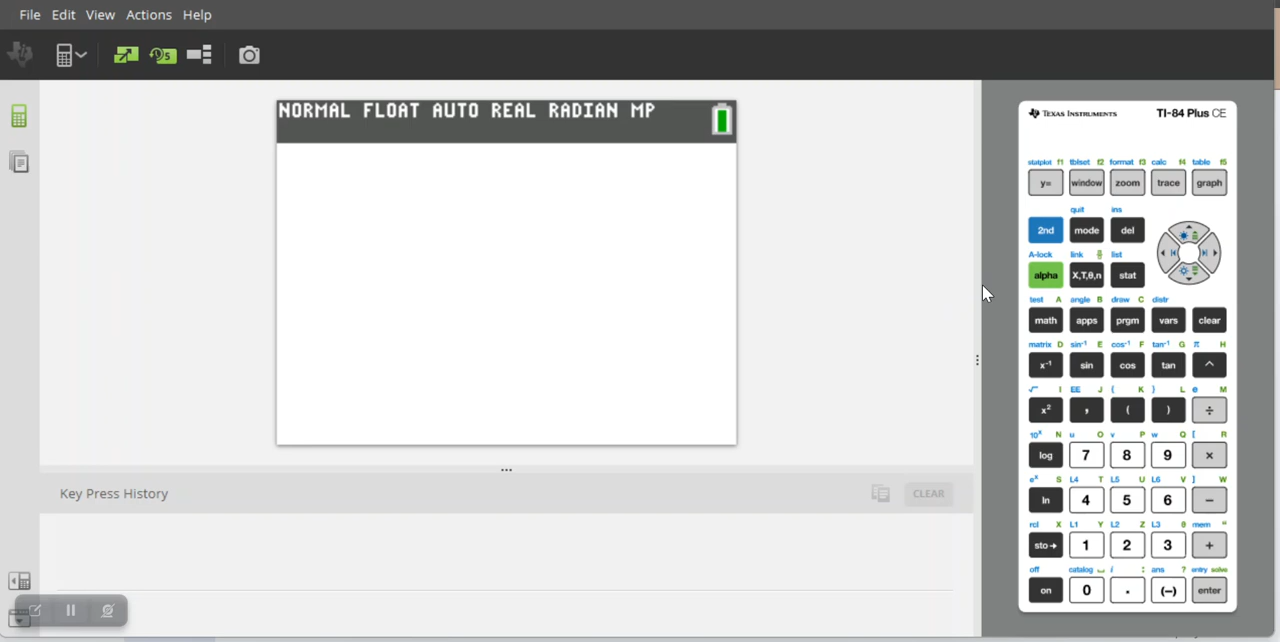 File Edit View Actions Help
NORMAL FLOAT AUTO REAL RADIAN MP
TEXAS INSTRUMENTS TI-84 Plus CE
statplot f1 tblset f2 format f3 calc f4 table f5
y= window zoom trace graph
quit ins
2nd mode del
A-lock link list
alpha X,T,θ,n stat
test A angle B draw C distr
math apps prgm vars clear
matrix D sin⁻¹ E cos⁻¹ F tan⁻¹ G π H
x⁻¹ sin cos tan ^
√ I EE J { K } L e M
x² , ( ) ÷
10ˣ N u O v P w Q [ R
log 7 8 9 ×
eˣ S L4 T L5 U L6 V ] W
ln 4 5 6 −
rcl X L1 Y L2 Z L3 θ mem "
sto→ 1 2 3 +
off catalog i : ans ? entry solve
on 0 . (−) enter
Key Press History CLEAR